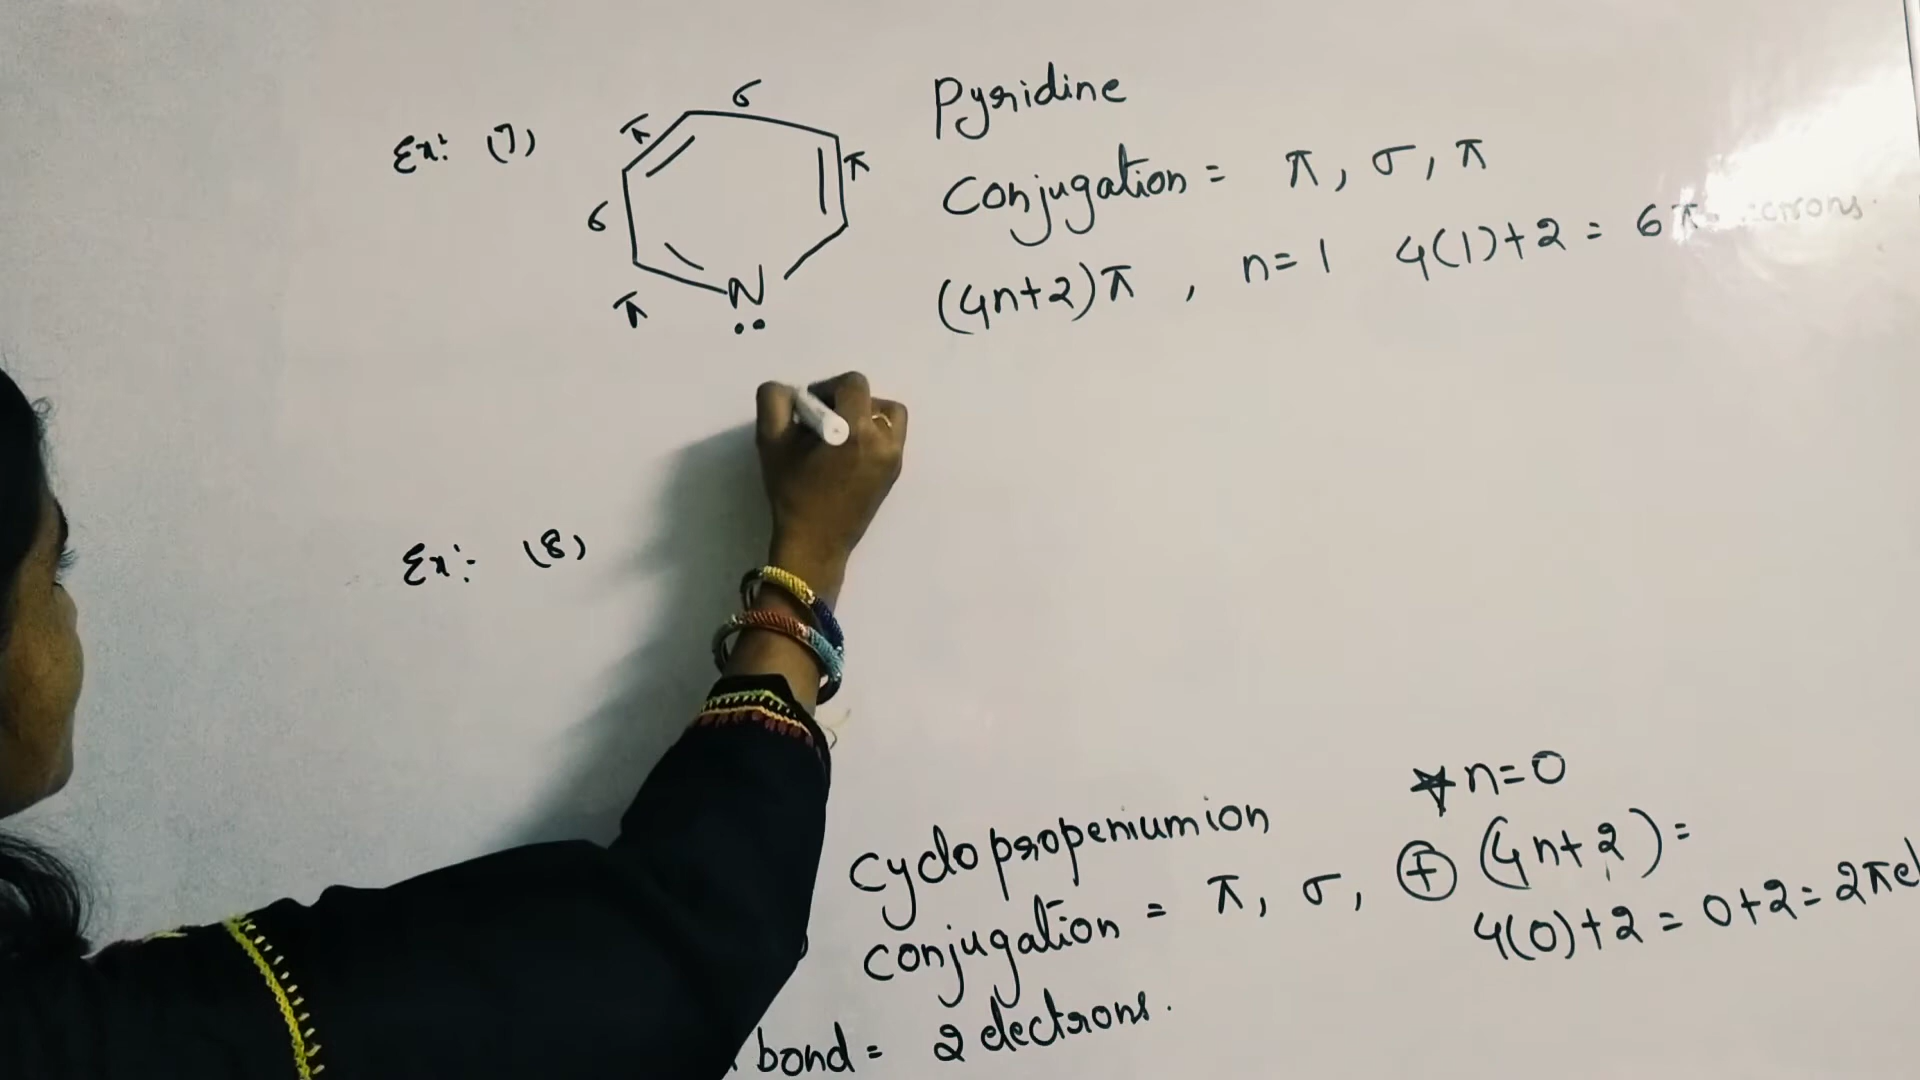 Ex: (7)
σ
π
π
σ
π
N
Pyridine
Conjugation = π, σ, π
(4n+2)π , n=1 4(1)+2 = 6π
Ex:- (8)
Cyclopropenium ion
conjugation = π, σ, ⊕
bond = 2 electrons.
n=0
(4n+2) =
4(0)+2 = 0+2 = 2πel